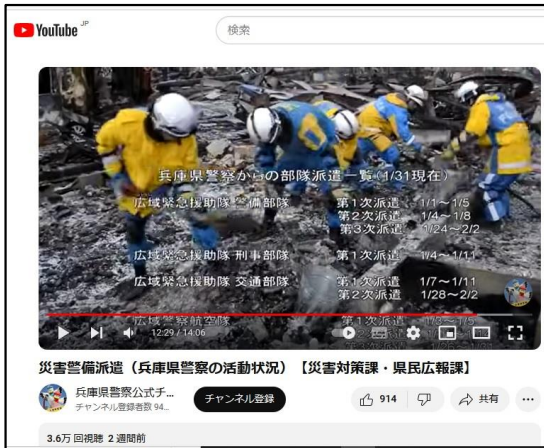 YouTube JP
検索
兵庫県警察からの部隊派遣一覧(1/31現在)
広域緊急援助隊 警備部隊 第1次派遣 1/1～1/5
第2次派遣 1/4～1/8
第3次派遣 1/24～2/2
広域緊急援助隊 刑事部隊 第1次派遣 1/4～1/11
広域緊急援助隊 交通部隊 第1次派遣 1/7～1/11
第2次派遣 1/28～2/2
広域警察航空隊 第1次派遣
12:29 / 14:06
災害警備派遣（兵庫県警察の活動状況）【災害対策課・県民広報課】
兵庫県警察公式チ...
チャンネル登録者数 94...
チャンネル登録
914
共有
3.6万 回視聴 2 週間前